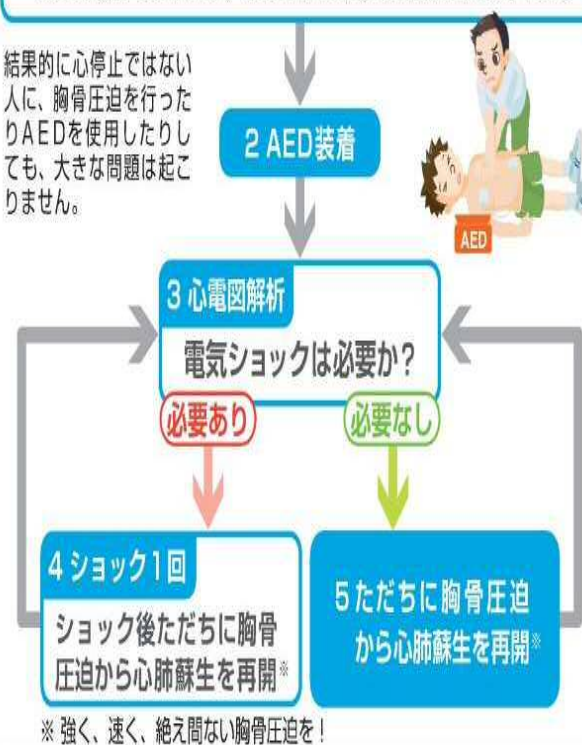 結果的に心停止ではない
人に、胸骨圧迫を行った
りAEDを使用したりし
ても、大きな問題は起こ
りません。
2 AED装着
AED
3 心電図解析
電気ショックは必要か？
必要あり
必要なし
4 ショック1回
ショック後ただちに胸骨
圧迫から心肺蘇生を再開※
5 ただちに胸骨圧迫
から心肺蘇生を再開※
※ 強く、速く、絶え間ない胸骨圧迫を！